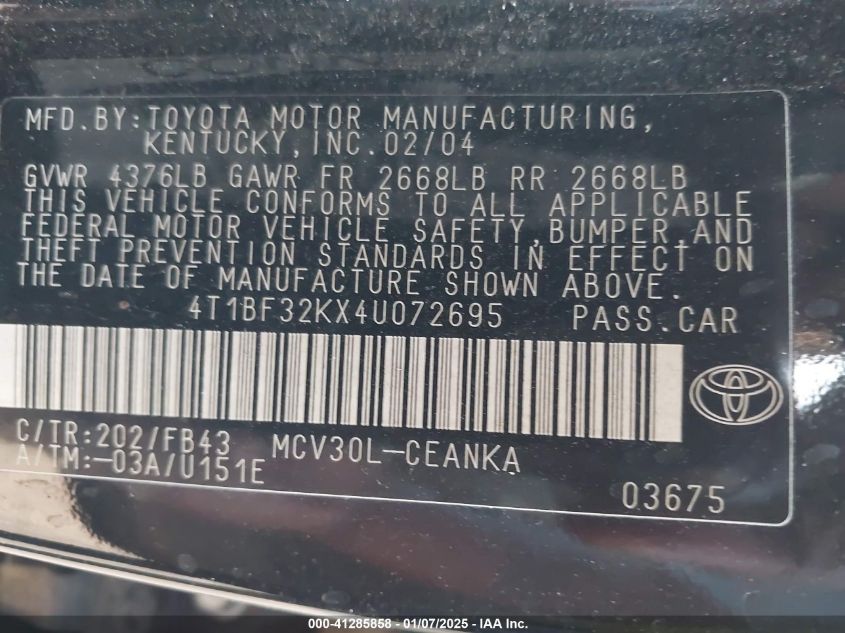 MFD.BY:TOYOTA MOTOR MANUFACTURING,
KENTUCKY,INC.02/04
GVWR 4376LB GAWR FR 2668LB RR 2668LB
THIS VEHICLE CONFORMS TO ALL APPLICABLE
FEDERAL MOTOR VEHICLE SAFETY,BUMPER,AND
THEFT PREVENTION STANDARDS IN EFFECT ON
THE DATE OF MANUFACTURE SHOWN ABOVE.
4T1BF32KX4U072695 PASS.CAR
C/TR:202/FB43 MCV30L-CEANKA
A/TM:-03A/U151E
03675
000-41285858 - 01/07/2025 - IAA, Inc.